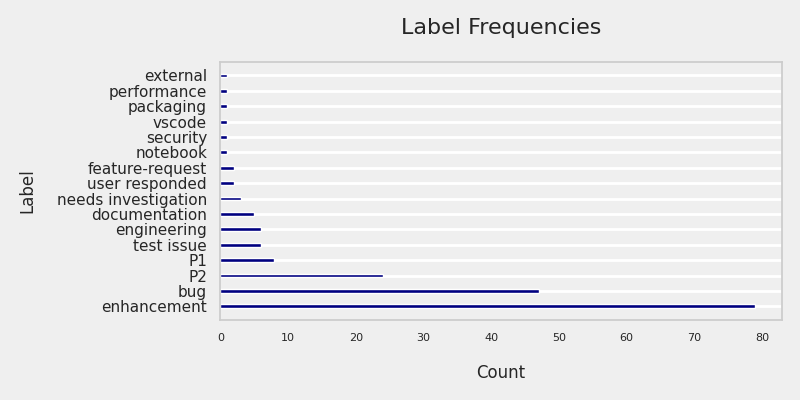 Label Frequencies
external
performance
packaging
vscode
security
notebook
feature-request
user responded
needs investigation
documentation
engineering
test issue
P1
P2
bug
enhancement
Label
0 10 20 30 40 50 60 70 80
Count